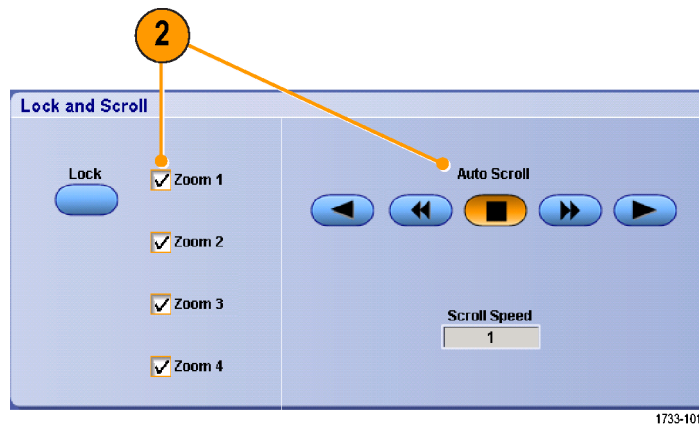 2
Lock and Scroll
Lock
Zoom 1
Auto Scroll
Zoom 2
Zoom 3
Scroll Speed
1
Zoom 4
1733-101